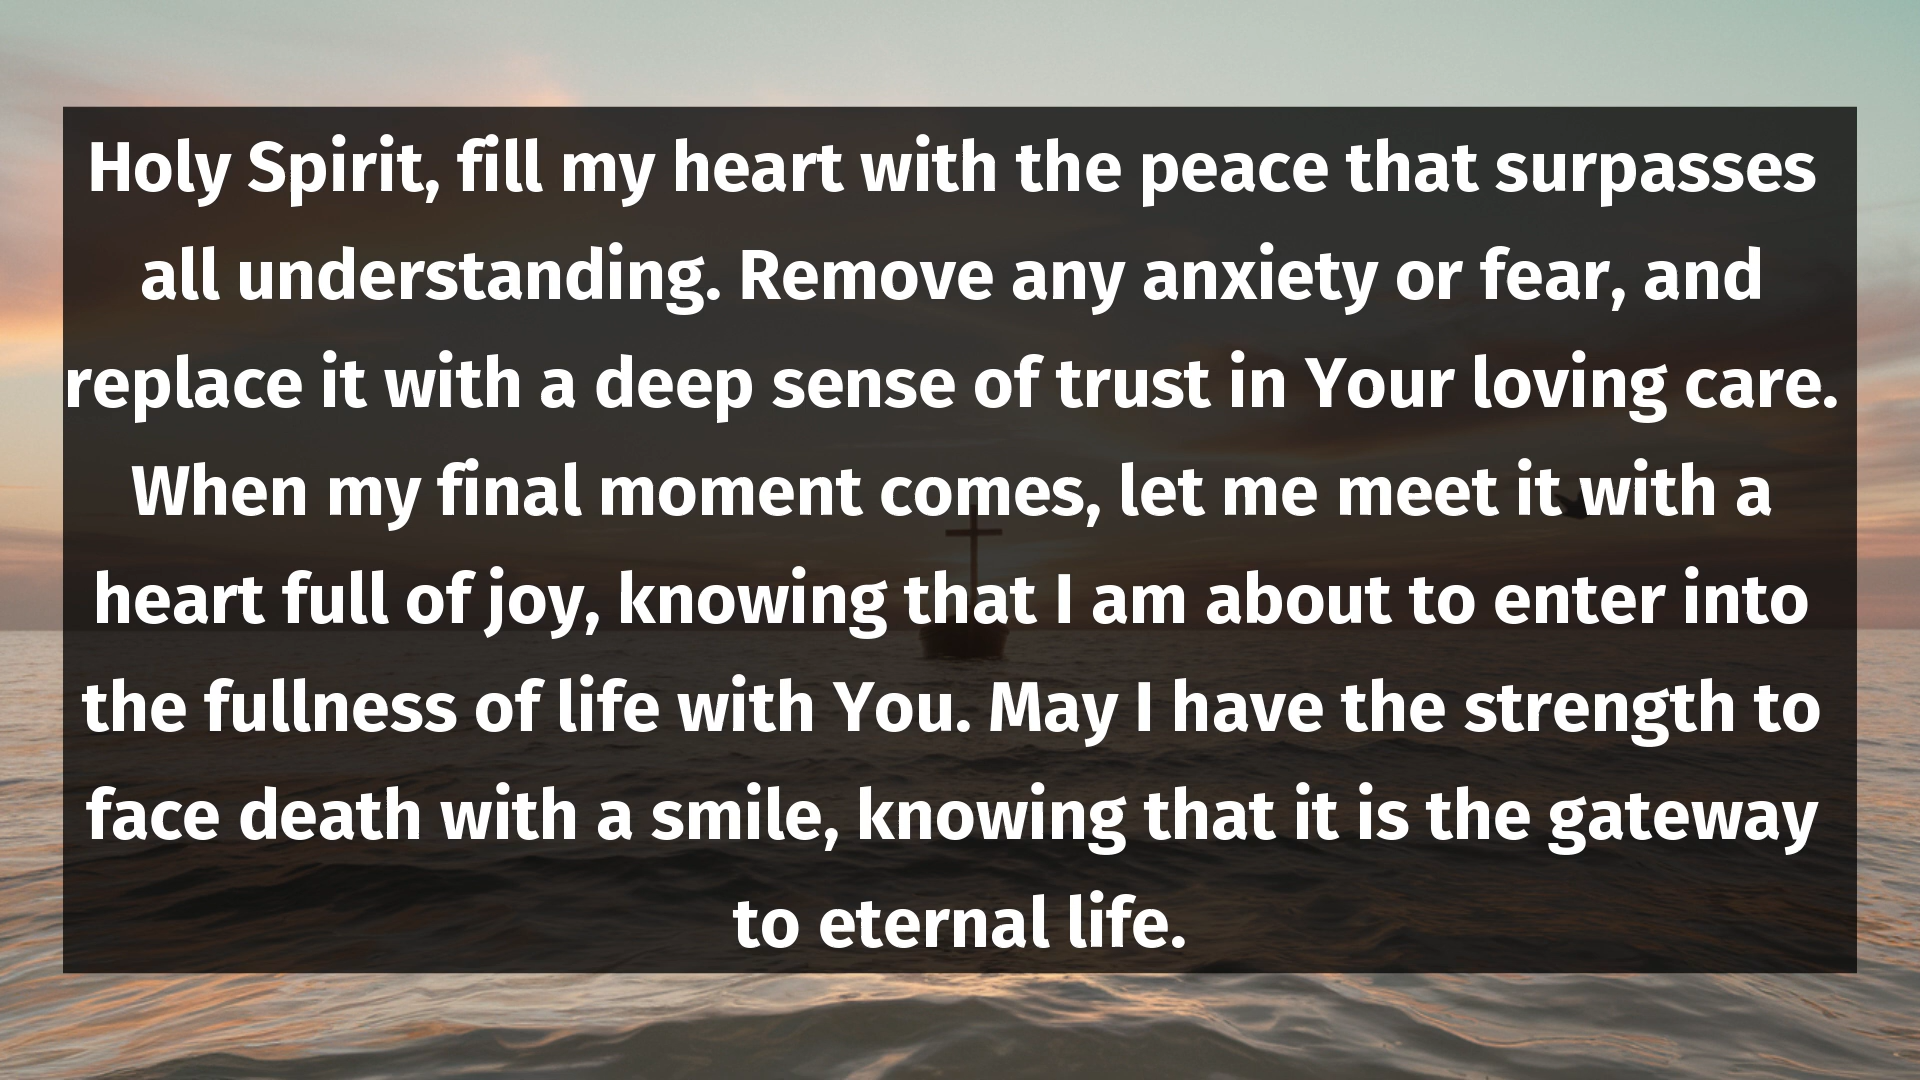 Holy Spirit, fill my heart with the peace that surpasses
all understanding. Remove any anxiety or fear, and
replace it with a deep sense of trust in Your loving care.
When my final moment comes, let me meet it with a
heart full of joy, knowing that I am about to enter into
the fullness of life with You. May I have the strength to
face death with a smile, knowing that it is the gateway
to eternal life.